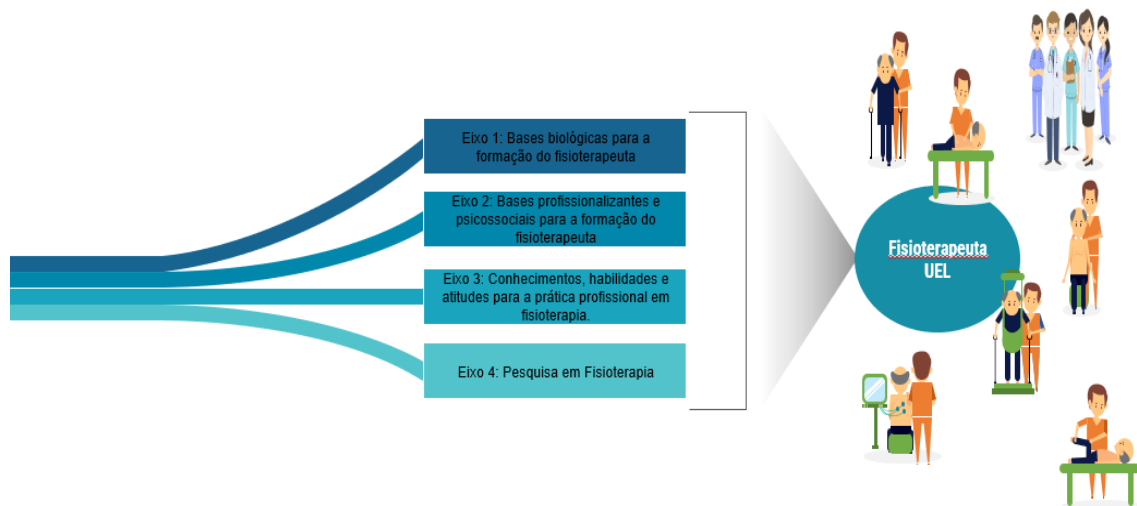 Eixo 1: Bases biológicas para a
formação do fisioterapeuta
Eixo 2: Bases profissionalizantes e
psicossociais para a formação do
fisioterapeuta
Eixo 3: Conhecimentos, habilidades e
atitudes para a prática profissional em
fisioterapia.
Eixo 4: Pesquisa em Fisioterapia
Fisioterapeuta
UEL